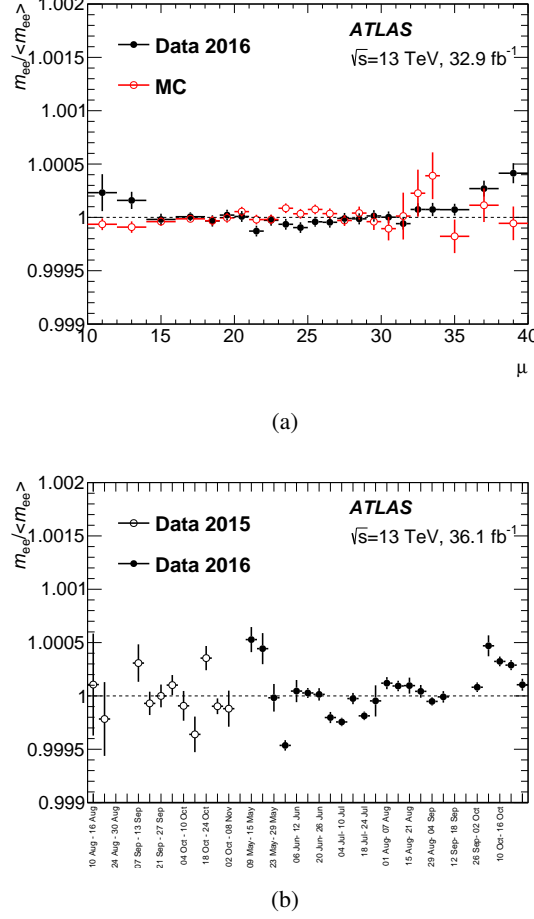 m_ee/<m_ee>
1.002
1.0015
1.001
1.0005
1
0.9995
0.999
Data 2016
MC
ATLAS
√s=13 TeV, 32.9 fb⁻¹
10 15 20 25 30 35 40
μ
(a)
m_ee/<m_ee>
1.002
1.0015
1.001
1.0005
1
0.9995
0.999
Data 2015
Data 2016
ATLAS
√s=13 TeV, 36.1 fb⁻¹
10 Aug - 16 Aug
24 Aug - 30 Aug
07 Sep - 13 Sep
21 Sep - 27 Sep
04 Oct - 10 Oct
18 Oct - 24 Oct
02 Oct - 08 Nov
09 May - 15 May
23 May - 29 May
06 Jun- 12 Jun
20 Jun- 26 Jun
04 Jul- 10 Jul
18 Jul- 24 Jul
01 Aug- 07 Aug
15 Aug- 21 Aug
29 Aug- 04 Sep
12 Sep- 18 Sep
26 Sep- 02 Oct
10 Oct-16 Oct
(b)